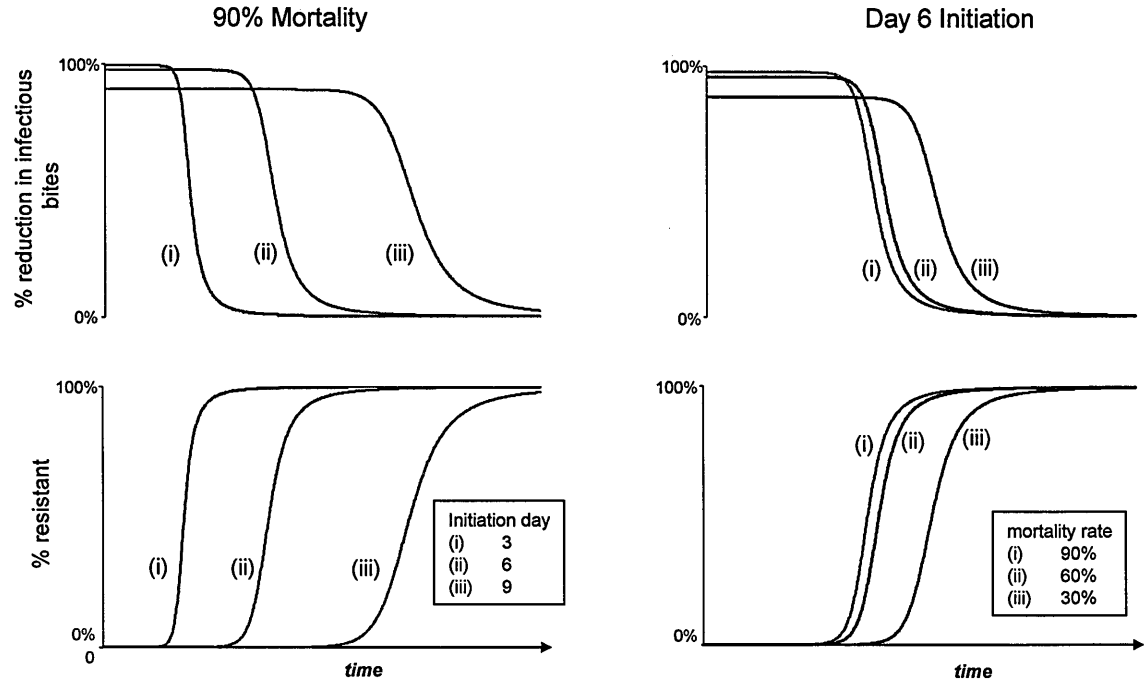 90% Mortality
100%
% reduction in infectious
bites
(i)
(ii)
(iii)
0%
100%
% resistant
(i)
(ii)
(iii)
Initiation day
(i) 3
(ii) 6
(iii) 9
0%
0
time
Day 6 Initiation
100%
(i)
(ii)
(iii)
0%
100%
(i)
(ii)
(iii)
mortality rate
(i) 90%
(ii) 60%
(iii) 30%
0%
time